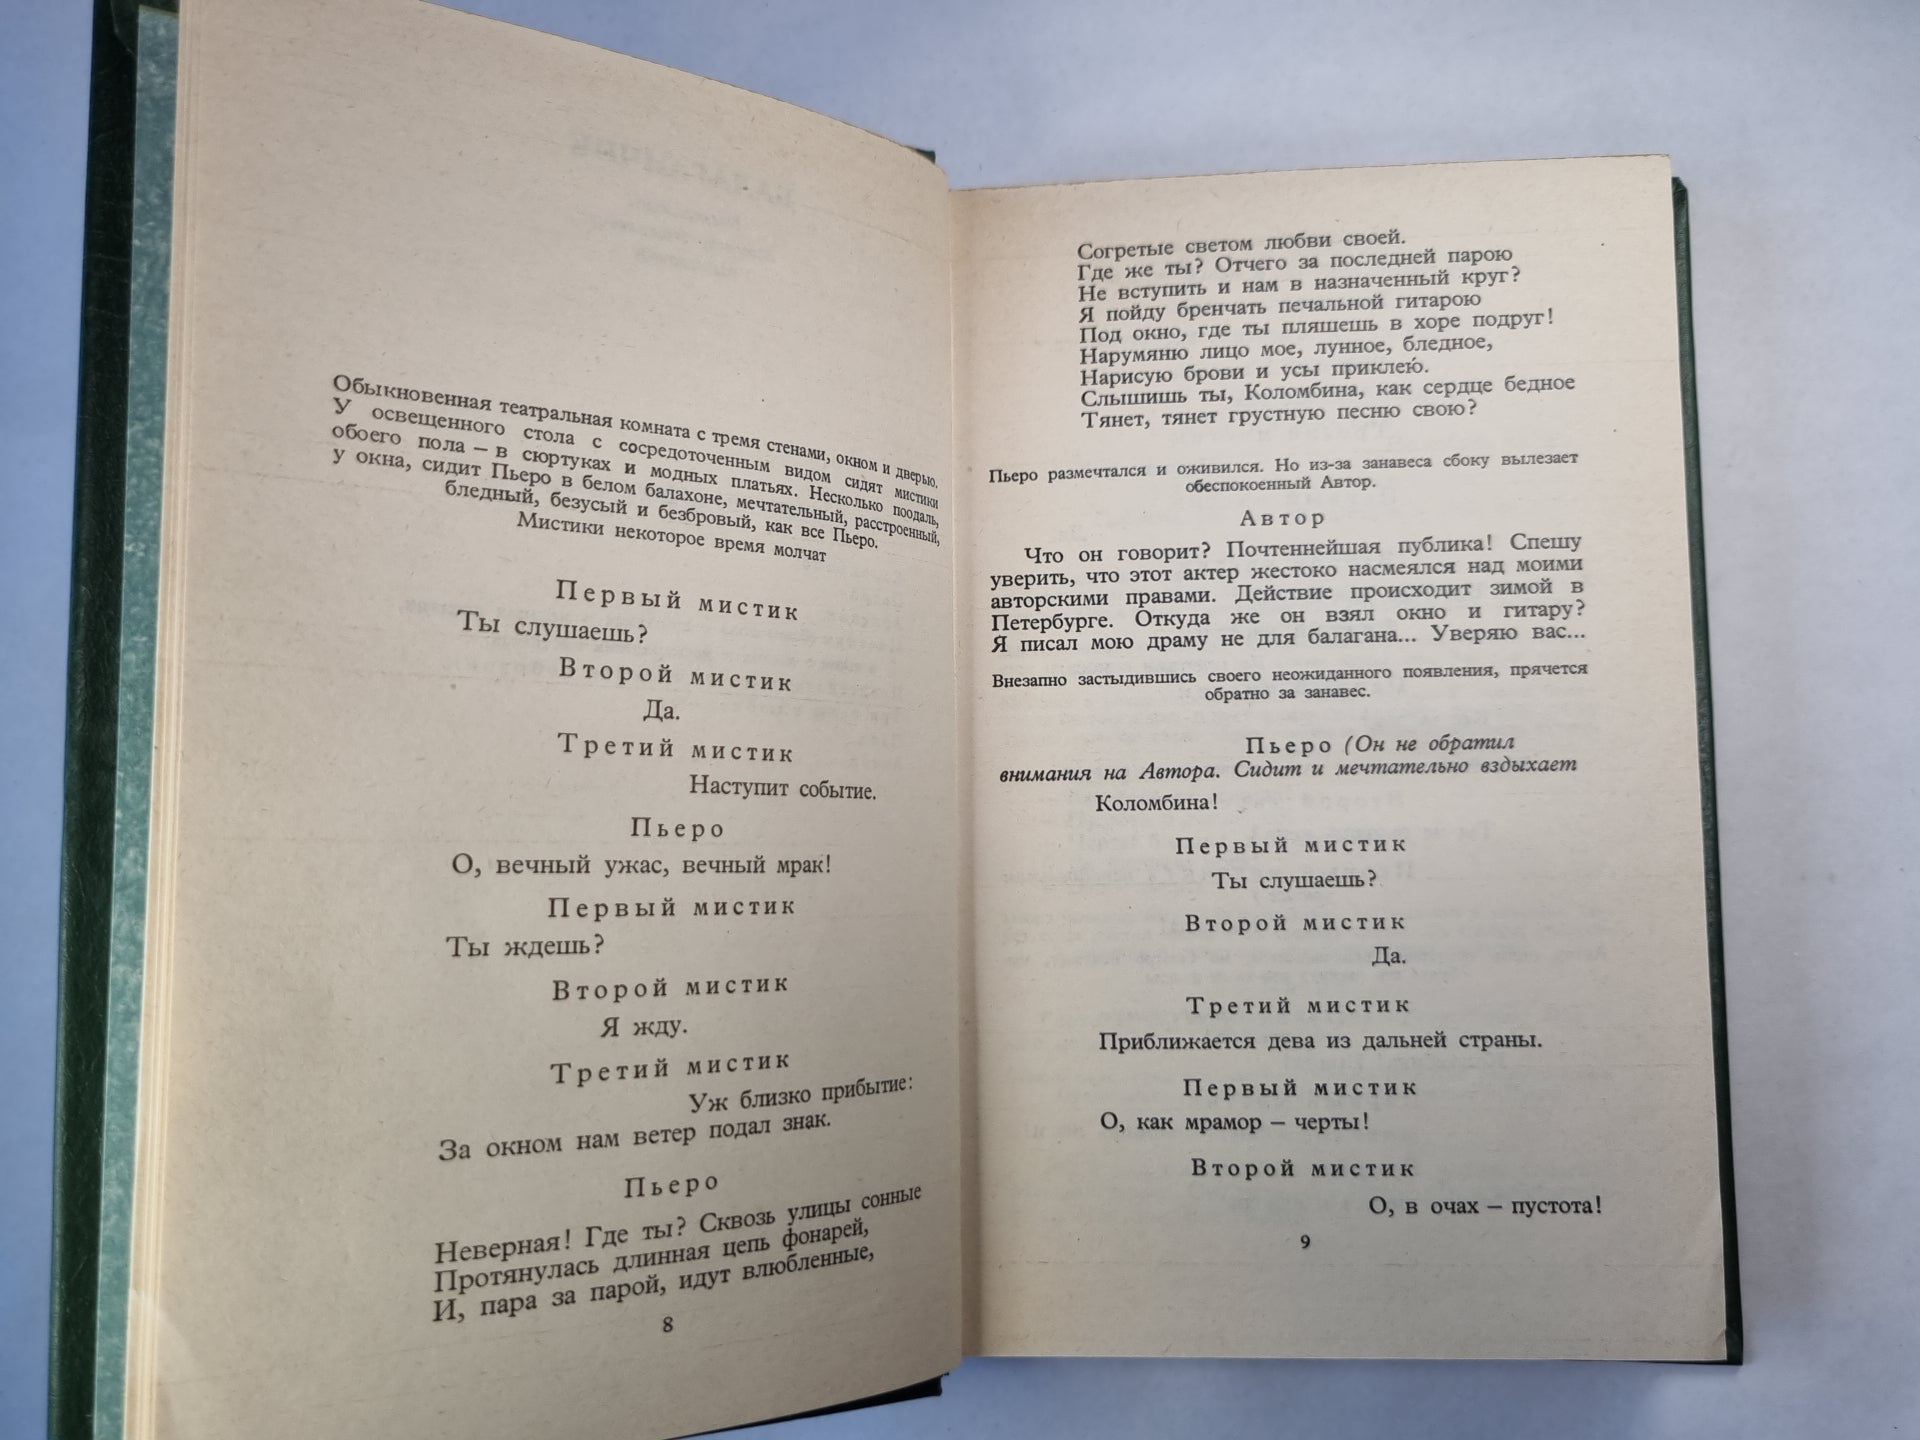 Обыкновенная театральная комната с тремя стенами, окном и дверью.
У освещенного стола с сосредоточенным видом сидят мистики
обоего пола – в сюртуках и модных платьях. Несколько поодаль,
у окна, сидит Пьеро в белом балахоне, мечтательный, расстроенный,
бледный, безусый и безбровый, как все Пьеро.
Мистики некоторое время молчат
Первый мистик
Ты слушаешь?
Второй мистик
Да.
Третий мистик
Наступит событие.
Пьеро
О, вечный ужас, вечный мрак!
Первый мистик
Ты ждешь?
Второй мистик
Я жду.
Третий мистик
Уж близко прибытие:
За окном нам ветер подал знак.
Пьеро
Неверная! Где ты? Сквозь улицы сонные
Протянулась длинная цепь фонарей,
И, пара за парой, идут влюбленные,
8
Согретые светом любви своей.
Где же ты? Отчего за последней парою
Не вступить и нам в назначенный круг?
Я пойду бренчать печальной гитарою
Под окно, где ты пляшешь в хоре подруг!
Нарумяню лицо мое, лунное, бледное,
Нарисую брови и усы приклею.
Слышишь ты, Коломбина, как сердце бедное
Тянет, тянет грустную песню свою?
Пьеро размечтался и оживился. Но из-за занавеса сбоку вылезает
обеспокоенный Автор.
Автор
Что он говорит? Почтеннейшая публика! Спешу
уверить, что этот актер жестоко насмеялся над моими
авторскими правами. Действие происходит зимой в
Петербурге. Откуда же он взял окно и гитару?
Я писал мою драму не для балагана... Уверяю вас...
Внезапно застыдившись своего неожиданного появления, прячется
обратно за занавес.
Пьеро (Он не обратил
внимания на Автора. Сидит и мечтательно вздыхает
Коломбина!
Первый мистик
Ты слушаешь?
Второй мистик
Да.
Третий мистик
Приближается дева из дальней страны.
Первый мистик
О, как мрамор – черты!
Второй мистик
О, в очах – пустота!
9